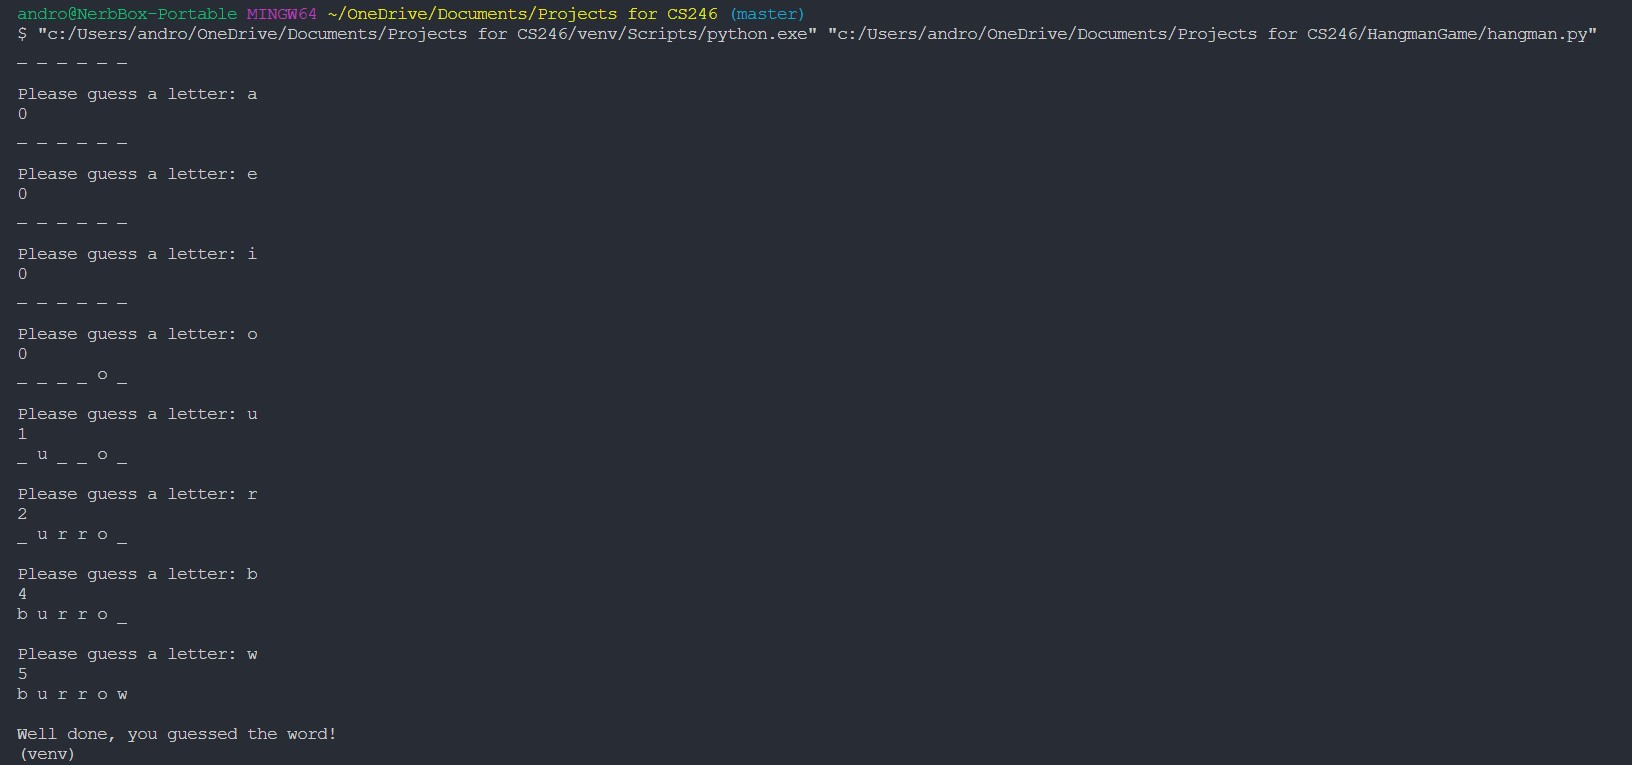 andro@NerbBox-Portable MINGW64 ~/OneDrive/Documents/Projects for CS246 (master)
$ "c:/Users/andro/OneDrive/Documents/Projects for CS246/venv/Scripts/python.exe" "c:/Users/andro/OneDrive/Documents/Projects for CS246/HangmanGame/hangman.py"
_ _ _ _ _ _
Please guess a letter: a
0
_ _ _ _ _ _
Please guess a letter: e
0
_ _ _ _ _ _
Please guess a letter: i
0
_ _ _ _ _ _
Please guess a letter: o
0
_ _ _ _ o _
Please guess a letter: u
1
_ u _ _ o _
Please guess a letter: r
2
_ u r r o _
Please guess a letter: b
4
b u r r o _
Please guess a letter: w
5
b u r r o w
Well done, you guessed the word!
(venv)